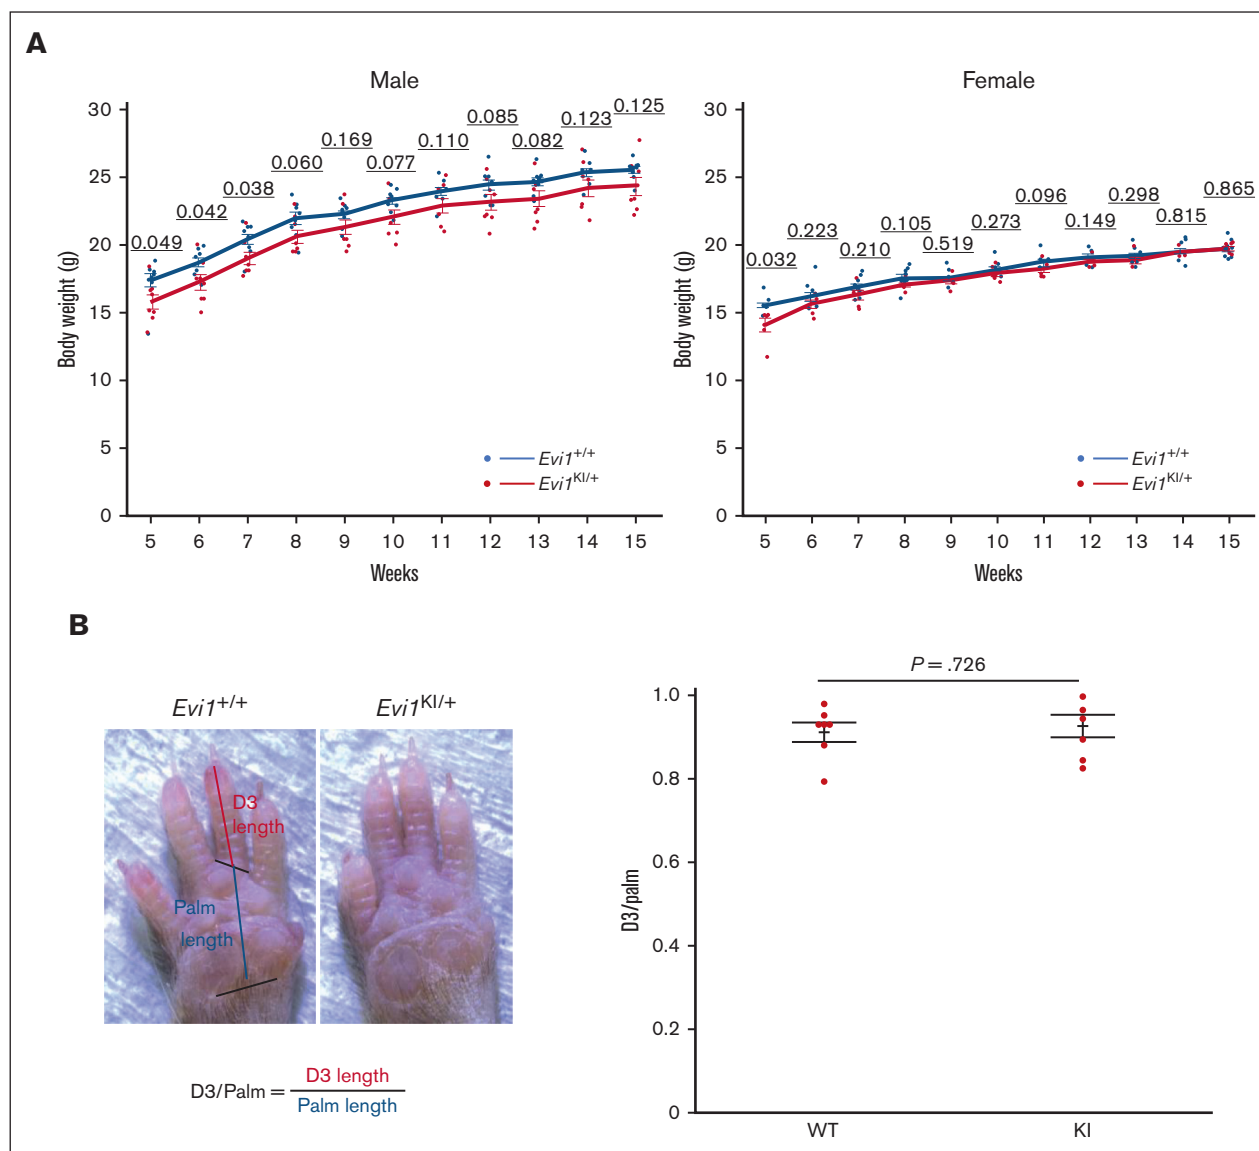 A
Male
30
25
20
15
10
5
0
Body weight (g)
0.049
0.042
0.038
0.060
0.169
0.077
0.110
0.085
0.082
0.123
0.125
Evi1+/+
Evi1KI/+
5 6 7 8 9 10 11 12 13 14 15
Weeks
Female
30
25
20
15
10
5
0
Body weight (g)
0.032
0.223
0.210
0.105
0.519
0.273
0.096
0.149
0.298
0.815
0.865
Evi1+/+
Evi1KI/+
5 6 7 8 9 10 11 12 13 14 15
Weeks
B
Evi1+/+
Evi1KI/+
D3
length
Palm
length
D3/Palm = D3 length
Palm length
P = .726
1.0
0.8
0.6
0.4
0.2
0
D3/palm
WT
KI